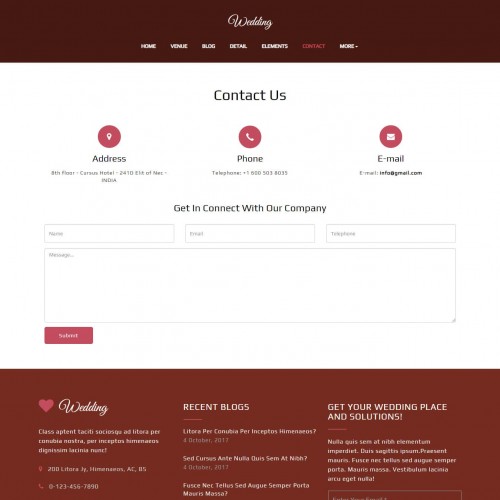 Wedding
HOME VENUE BLOG DETAIL ELEMENTS CONTACT MORE
Contact Us
Address Phone E-mail
8th floor - Cursus Hotel - 2410 Elit of Nec -
INDIA
Telephone: +1 800 503 8035
E-mail: info@gmail.com
Get In Connect With Our Company
Name Email Telephone
Message...
Submit
Wedding
Class aptent taciti sociosqu ad litora per
conubia nostra, per inceptos himenaeos
dignissim lacinia nunc!
200 Litora Jy, Himenaeos, AC, BS
0-123-456-7890
RECENT BLOGS
Litora Per Conubia Per Inceptos Himenaeos?
4 October, 2017
Sed Cursus Ante Nulla Quis Sem At Nibh?
4 October, 2017
Fusce Nec Tellus Sed Augue Semper Porta
Mauris Massa?
GET YOUR WEDDING PLACE
AND SOLUTIONS!
Nulla quis sem at nibh elementum
imperdiet. Duis sagittis ipsum.Praesent
mauris. Fusce nec tellus sed augue semper
porta. Mauris massa. Vestibulum lacinia
arcu eget nulla!